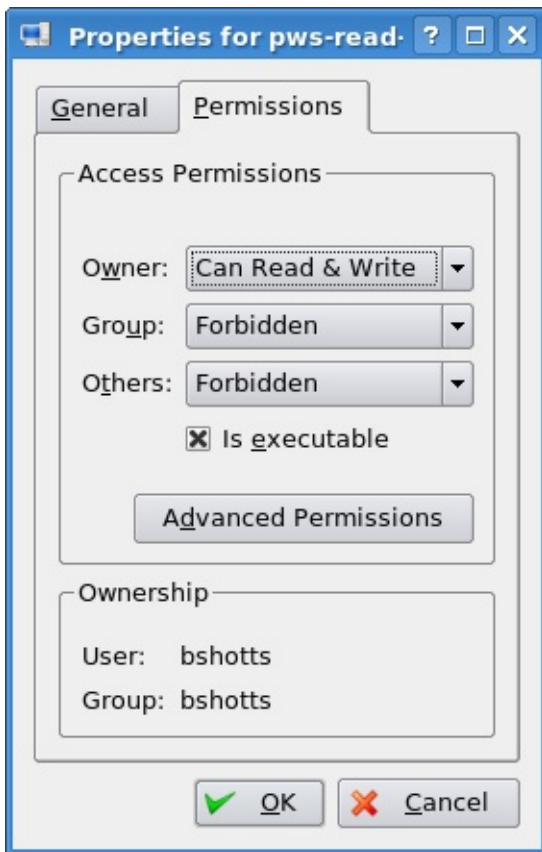 Properties for pws-read-
General Permissions
Access Permissions
Owner: Can Read & Write
Group: Forbidden
Others: Forbidden
Is executable
Advanced Permissions
Ownership
User: bshotts
Group: bshotts
OK Cancel